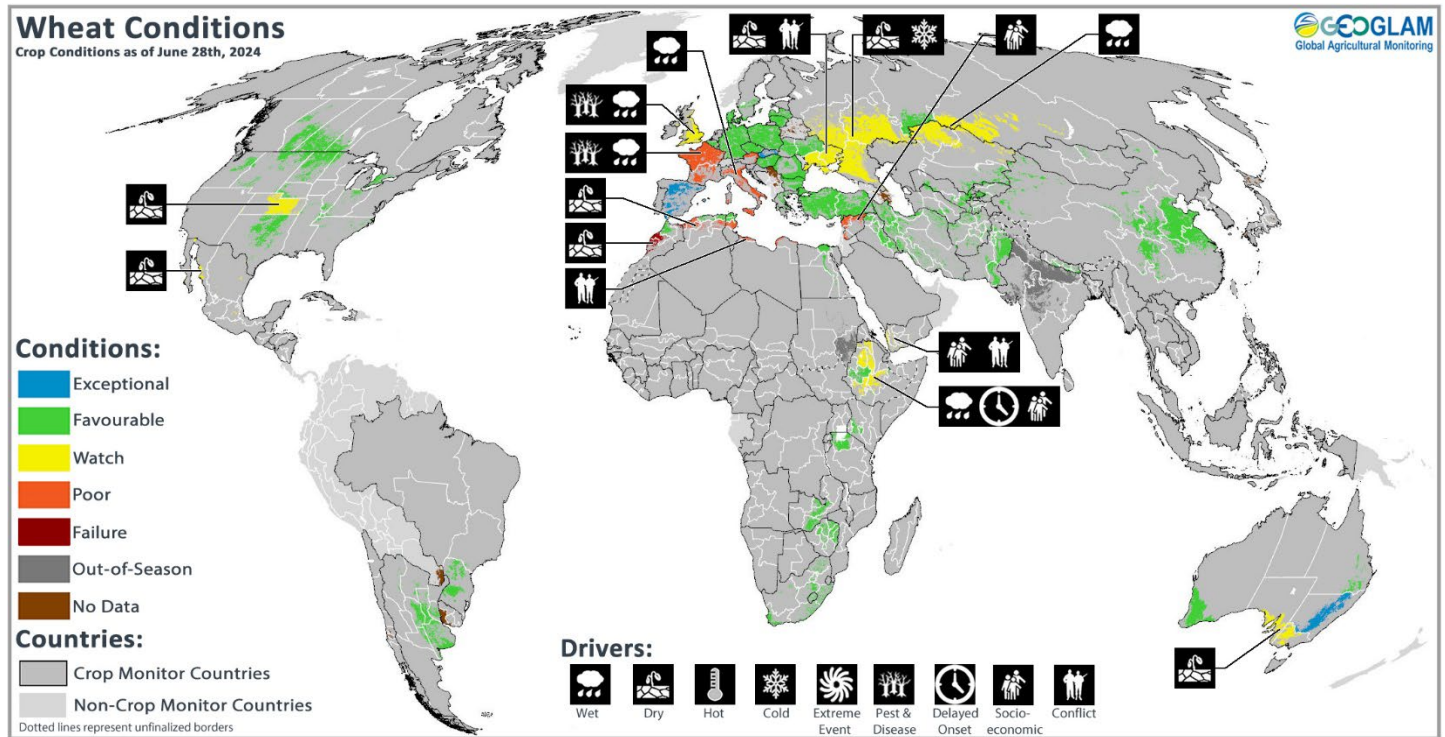 Wheat Conditions
Crop Conditions as of June 28th, 2024
GEOGLAM
Global Agricultural Monitoring
Conditions:
Exceptional
Favourable
Watch
Poor
Failure
Out-of-Season
No Data
Countries:
Crop Monitor Countries
Non-Crop Monitor Countries
Dotted lines represent unfinalized borders
Drivers:
Wet
Dry
Hot
Cold
Extreme
Event
Pest &
Disease
Delayed
Onset
Socio-
economic
Conflict